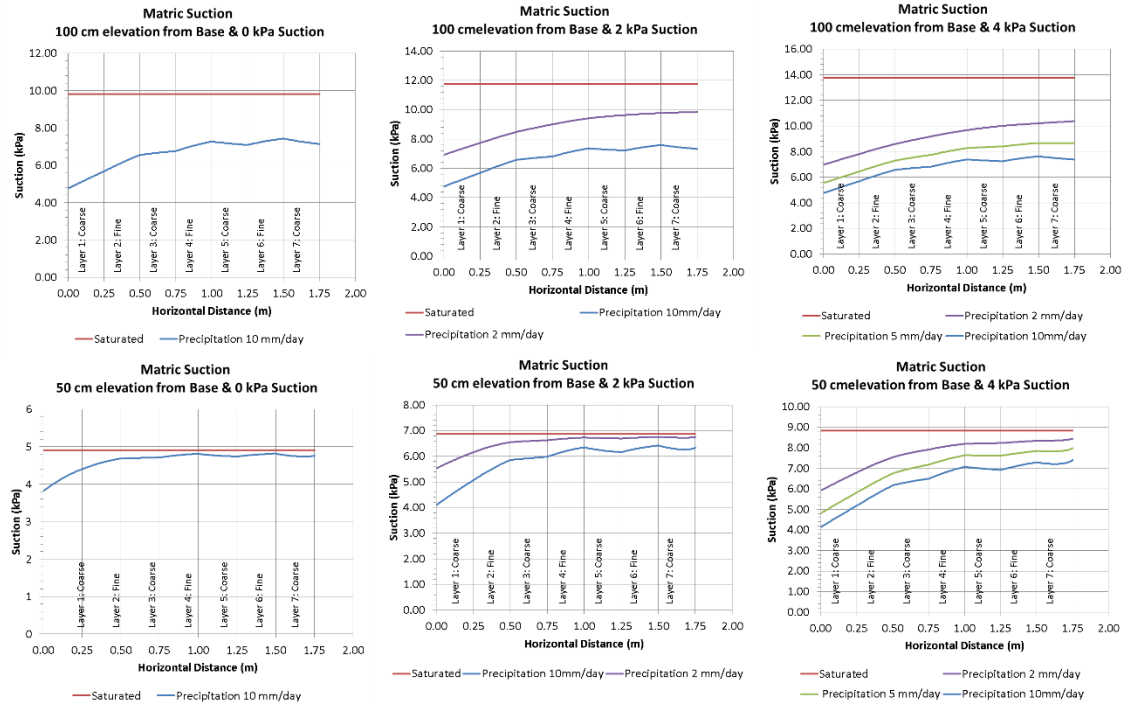 Matric Suction
100 cm elevation from Base & 0 kPa Suction
12.00
10.00
8.00
6.00
4.00
2.00
0.00
Suction (kPa)
Layer 1: Coarse
Layer 2: Fine
Layer 3: Coarse
Layer 4: Fine
Layer 5: Coarse
Layer 6: Fine
Layer 7: Coarse
0.00 0.25 0.50 0.75 1.00 1.25 1.50 1.75 2.00
Horizontal Distance (m)
Saturated Precipitation 10 mm/day
Matric Suction
100 cmelevation from Base & 2 kPa Suction
14.00
12.00
10.00
8.00
6.00
4.00
2.00
0.00
Suction (kPa)
Layer 1: Coarse
Layer 2: Fine
Layer 3: Coarse
Layer 4: Fine
Layer 5: Coarse
Layer 6: Fine
Layer 7: Coarse
0.00 0.25 0.50 0.75 1.00 1.25 1.50 1.75 2.00
Horizontal Distance (m)
Saturated Precipitation 10mm/day
Precipitation 2 mm/day
Matric Suction
100 cmelevation from Base & 4 kPa Suction
16.00
14.00
12.00
10.00
8.00
6.00
4.00
2.00
0.00
Suction (kPa)
Layer 1: Coarse
Layer 2: Fine
Layer 3: Coarse
Layer 4: Fine
Layer 5: Coarse
Layer 6: Fine
Layer 7: Coarse
0.00 0.25 0.50 0.75 1.00 1.25 1.50 1.75 2.00
Horizontal Distance (m)
Saturated Precipitation 2 mm/day
Precipitation 5 mm/day Precipitation 10mm/day
Matric Suction
50 cm elevation from Base & 0 kPa Suction
6
5
4
3
2
1
0
Suction (kPa)
Layer 1: Coarse
Layer 2: Fine
Layer 3: Coarse
Layer 4: Fine
Layer 5: Coarse
Layer 6: Fine
Layer 7: Coarse
0.00 0.25 0.50 0.75 1.00 1.25 1.50 1.75 2.00
Horizontal Distance (m)
Saturated Precipitation 10 mm/day
Matric Suction
50 cm elevation from Base & 2 kPa Suction
8.00
7.00
6.00
5.00
4.00
3.00
2.00
1.00
0.00
Suction (kPa)
Layer 1: Coarse
Layer 2: Fine
Layer 3: Coarse
Layer 4: Fine
Layer 5: Coarse
Layer 6: Fine
Layer 7: Coarse
0.00 0.25 0.50 0.75 1.00 1.25 1.50 1.75 2.00
Horizontal Distance (m)
Saturated Precipitation 10mm/day Precipitation 2 mm/day
Matric Suction
50 cmelevation from Base & 4 kPa Suction
10.00
9.00
8.00
7.00
6.00
5.00
4.00
3.00
2.00
1.00
0.00
Suction (kPa)
Layer 1: Coarse
Layer 2: Fine
Layer 3: Coarse
Layer 4: Fine
Layer 5: Coarse
Layer 6: Fine
Layer 7: Coarse
0.00 0.25 0.50 0.75 1.00 1.25 1.50 1.75 2.00
Horizontal Distance (m)
Saturated Precipitation 2 mm/day
Precipitation 5 mm/day Precipitation 10mm/day